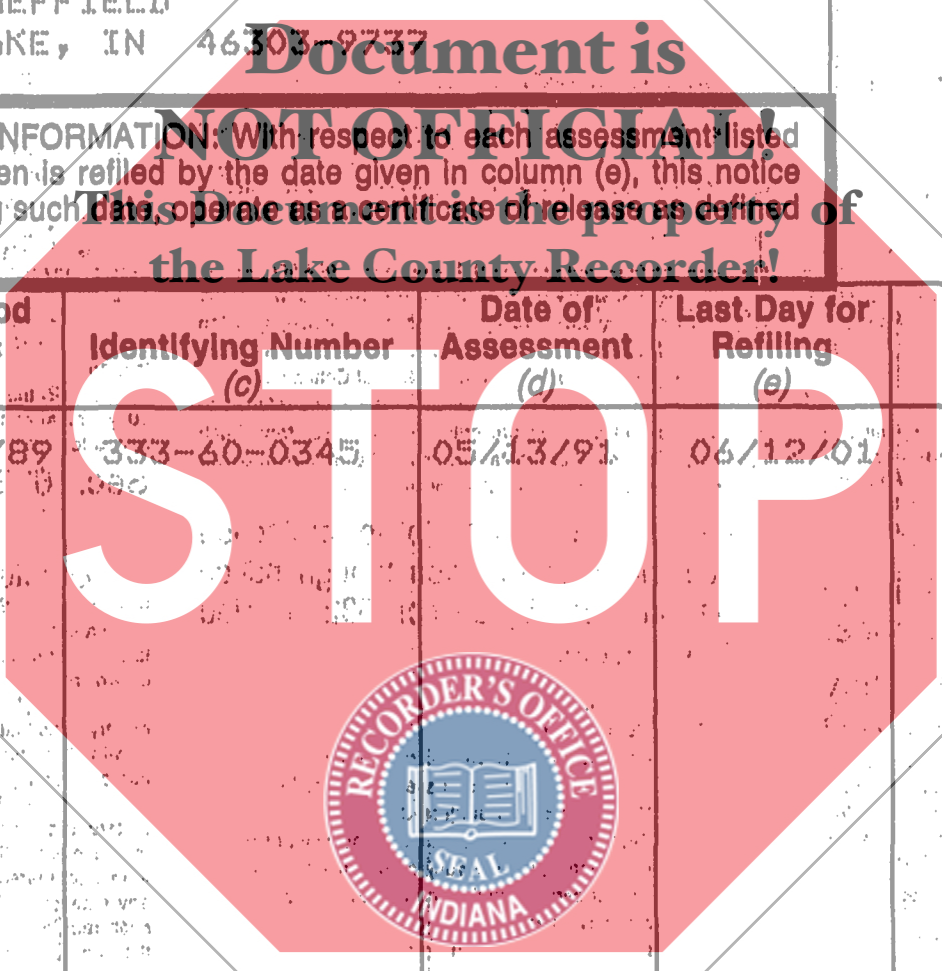 EFFIELD
AKE, IN 46303-9737
Document is
NOT OFFICIAL!
This Document is the property of
the Lake County Recorder!
NFORMATION: With respect to each assessment listed
en is refiled by the date given in column (e), this notice
such date, operate as a certificate of release as defined
od
Identifying Number
(c)
Date of
Assessment
(d)
Last Day for
Refiling
(e)
/89 333-60-0345 05/13/91 06/12/01
STOP
RECORDER'S OFFICE
SEAL
INDIANA